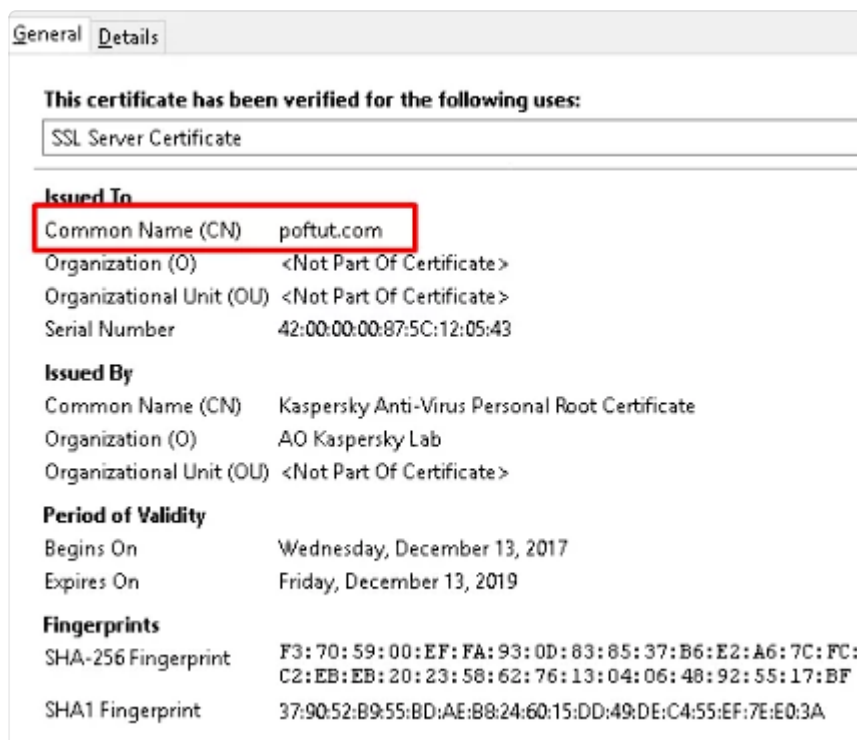 General Details
This certificate has been verified for the following uses:
SSL Server Certificate
Issued To
Common Name (CN) poftut.com
Organization (O) <Not Part Of Certificate>
Organizational Unit (OU) <Not Part Of Certificate>
Serial Number 42:00:00:00:87:5C:12:05:43
Issued By
Common Name (CN) Kaspersky Anti-Virus Personal Root Certificate
Organization (O) AO Kaspersky Lab
Organizational Unit (OU) <Not Part Of Certificate>
Period of Validity
Begins On Wednesday, December 13, 2017
Expires On Friday, December 13, 2019
Fingerprints
SHA-256 Fingerprint F3:70:59:00:EF:FA:93:0D:83:85:37:B6:E2:A6:7C:FC:
C2:EB:EB:20:23:58:62:76:13:04:06:48:92:55:17:BF
SHA1 Fingerprint 37:90:52:B9:55:BD:AE:B8:24:60:15:DD:49:DE:C4:55:EF:7E:E0:3A